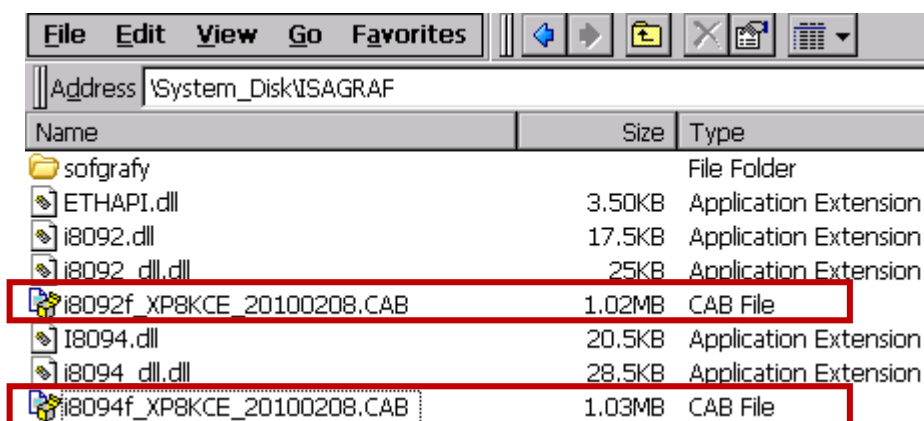 File Edit View Go Favorites
Address \System_Disk\ISAGRAF
Name Size Type
sofgrafy File Folder
ETHAPI.dll 3.50KB Application Extension
i8092.dll 17.5KB Application Extension
i8092_dll.dll 25KB Application Extension
i8092f_XP8KCE_20100208.CAB 1.02MB CAB File
I8094.dll 20.5KB Application Extension
i8094_dll.dll 28.5KB Application Extension
i8094f_XP8KCE_20100208.CAB 1.03MB CAB File